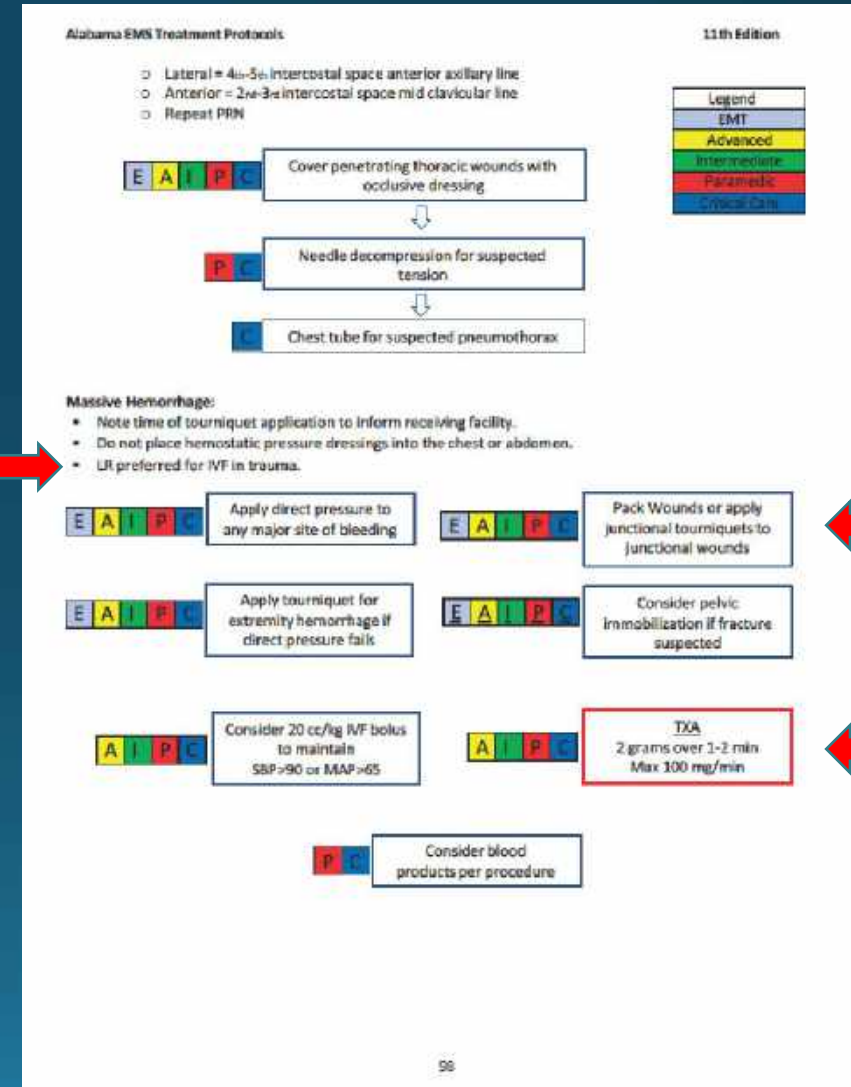 Alabama EMS Treatment Protocols
11th Edition
○ Lateral = 4th-5th intercostal space anterior axillary line
○ Anterior = 2nd-3rd intercostal space mid clavicular line
○ Repeat PRN
Legend
EMT
Advanced
Intermediate
Paramedic
Critical Care
E A I P C
Cover penetrating thoracic wounds with
occlusive dressing
P C
Needle decompression for suspected
tension
C
Chest tube for suspected pneumothorax
Massive Hemorrhage:
• Note time of tourniquet application to inform receiving facility.
• Do not place hemostatic pressure dressings into the chest or abdomen.
• LR preferred for IVF in trauma.
E A I P C
Apply direct pressure to
any major site of bleeding
E A I P C
Pack Wounds or apply
junctional tourniquets to
junctional wounds
E A I P C
Apply tourniquet for
extremity hemorrhage if
direct pressure fails
E A I P C
Consider pelvic
immobilization if fracture
suspected
A I P C
Consider 20 cc/kg IVF bolus
to maintain
SBP>90 or MAP>65
A I P C
TXA
2 grams over 1-2 min
Max 100 mg/min
P C
Consider blood
products per procedure